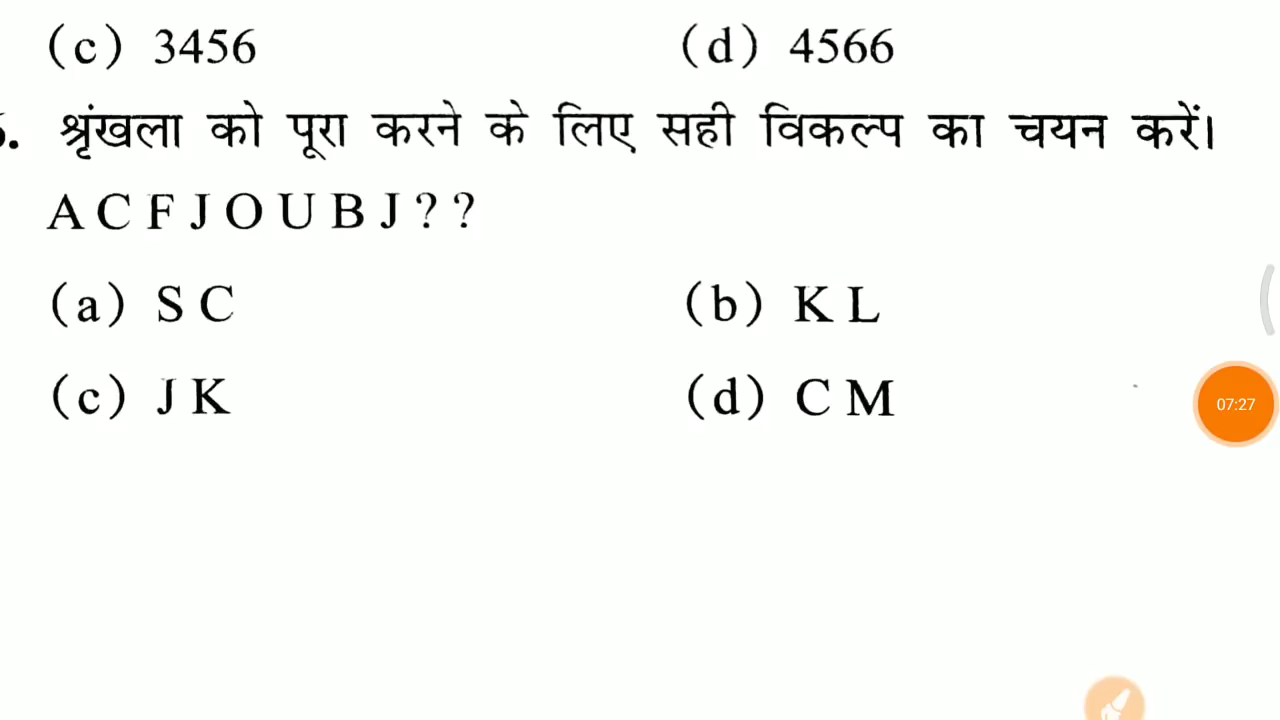 (c) 3456 (d) 4566
. श्रृंखला को पूरा करने के लिए सही विकल्प का चयन करें।
A C F J O U B J ? ?
(a) S C (b) K L
(c) J K (d) C M
07:27